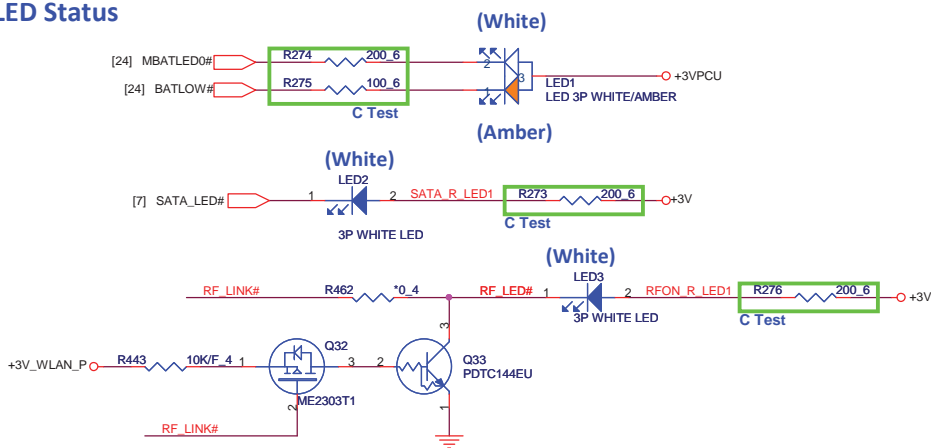 LED Status
(White)
[24] MBATLED0#
R274
200_6
2
[24] BATLOW#
R275
100_6
1
3
+3VPCU
LED1
LED 3P WHITE/AMBER
C Test
(Amber)
(White)
LED2
[7] SATA_LED#
1
2
SATA_R_LED1
R273
200_6
+3V
3P WHITE LED
C Test
(White)
LED3
RF_LINK#
R462
*0_4
RF_LED#
1
2
RFON_R_LED1
R276
200_6
+3V
3P WHITE LED
C Test
3
Q32
Q33
PDTC144EU
+3V_WLAN_P
R443
10K/F_4
1
3
2
ME2303T1
2
1
RF_LINK#